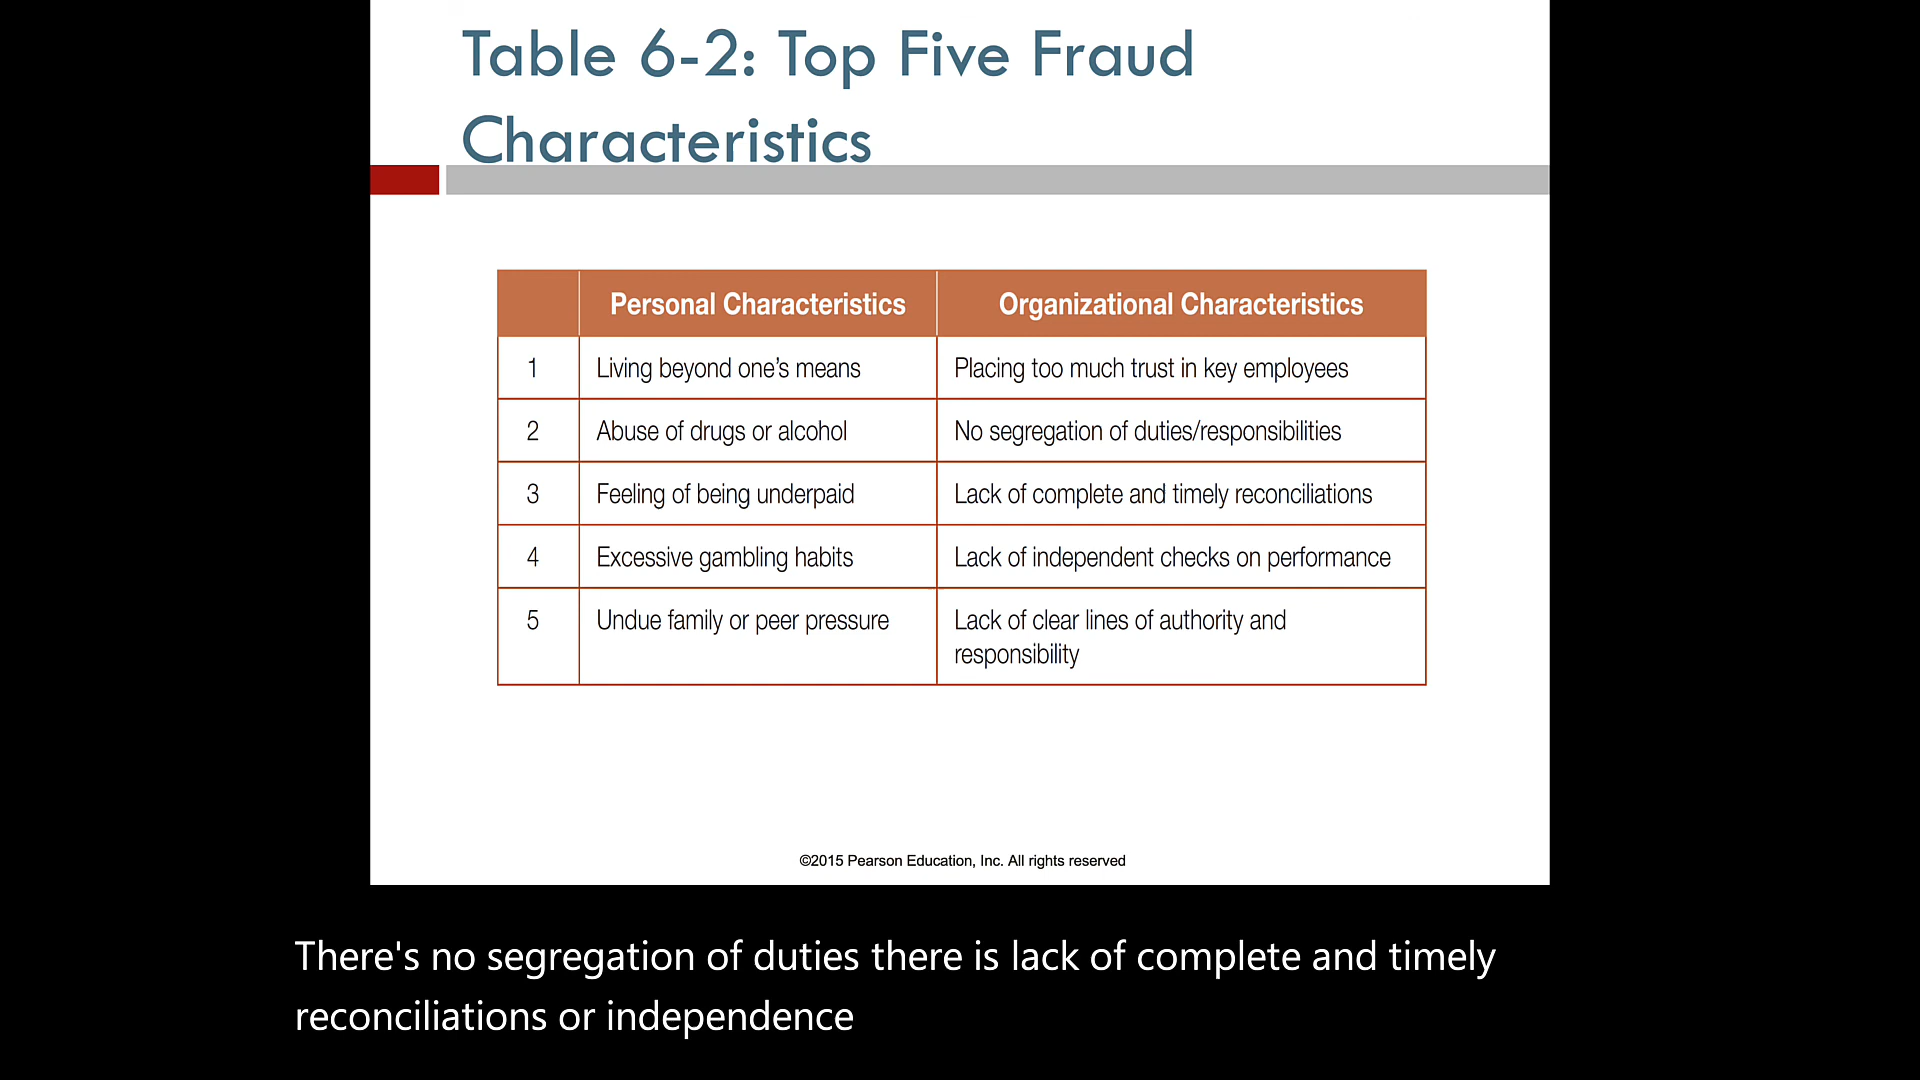 Table 6-2: Top Five Fraud
Characteristics
Personal Characteristics Organizational Characteristics
1 Living beyond one’s means Placing too much trust in key employees
2 Abuse of drugs or alcohol No segregation of duties/responsibilities
3 Feeling of being underpaid Lack of complete and timely reconciliations
4 Excessive gambling habits Lack of independent checks on performance
5 Undue family or peer pressure Lack of clear lines of authority and
responsibility
©2015 Pearson Education, Inc. All rights reserved
There's no segregation of duties there is lack of complete and timely
reconciliations or independence